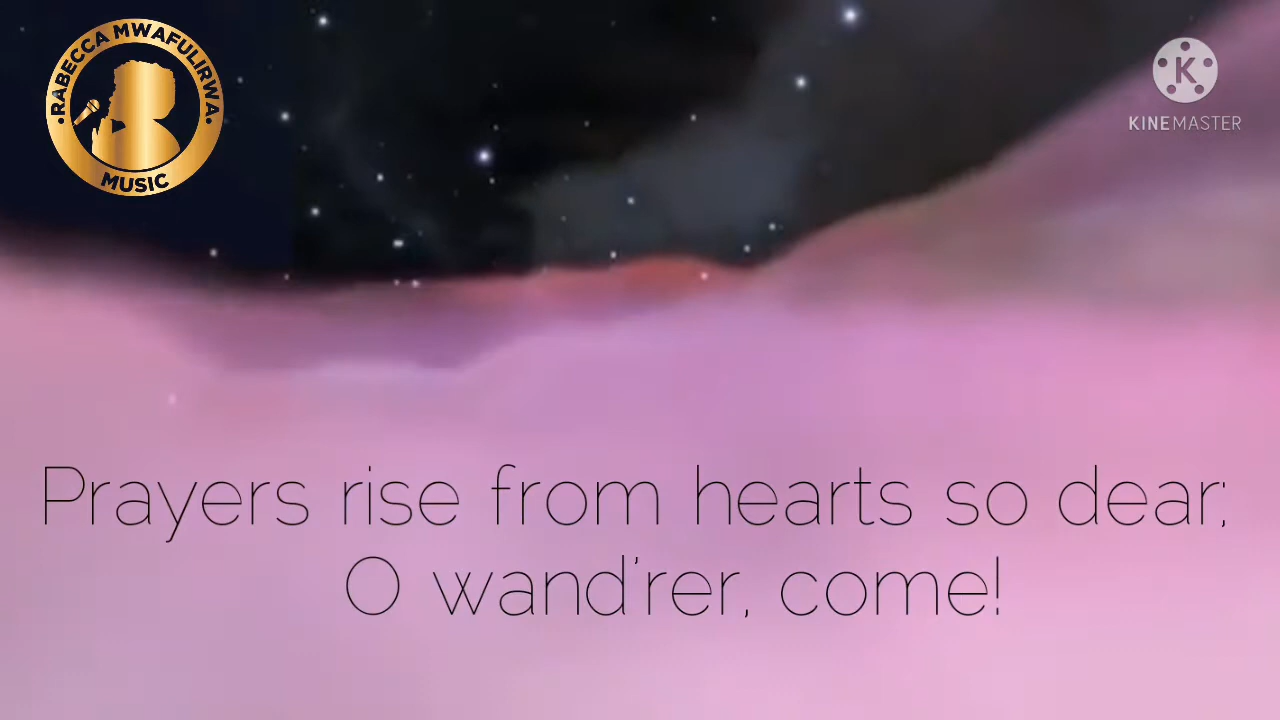 •RABECCA MWAFULIRWA•
MUSIC
K
KINEMASTER
Prayers rise from hearts so dear;
O wand'rer, come!